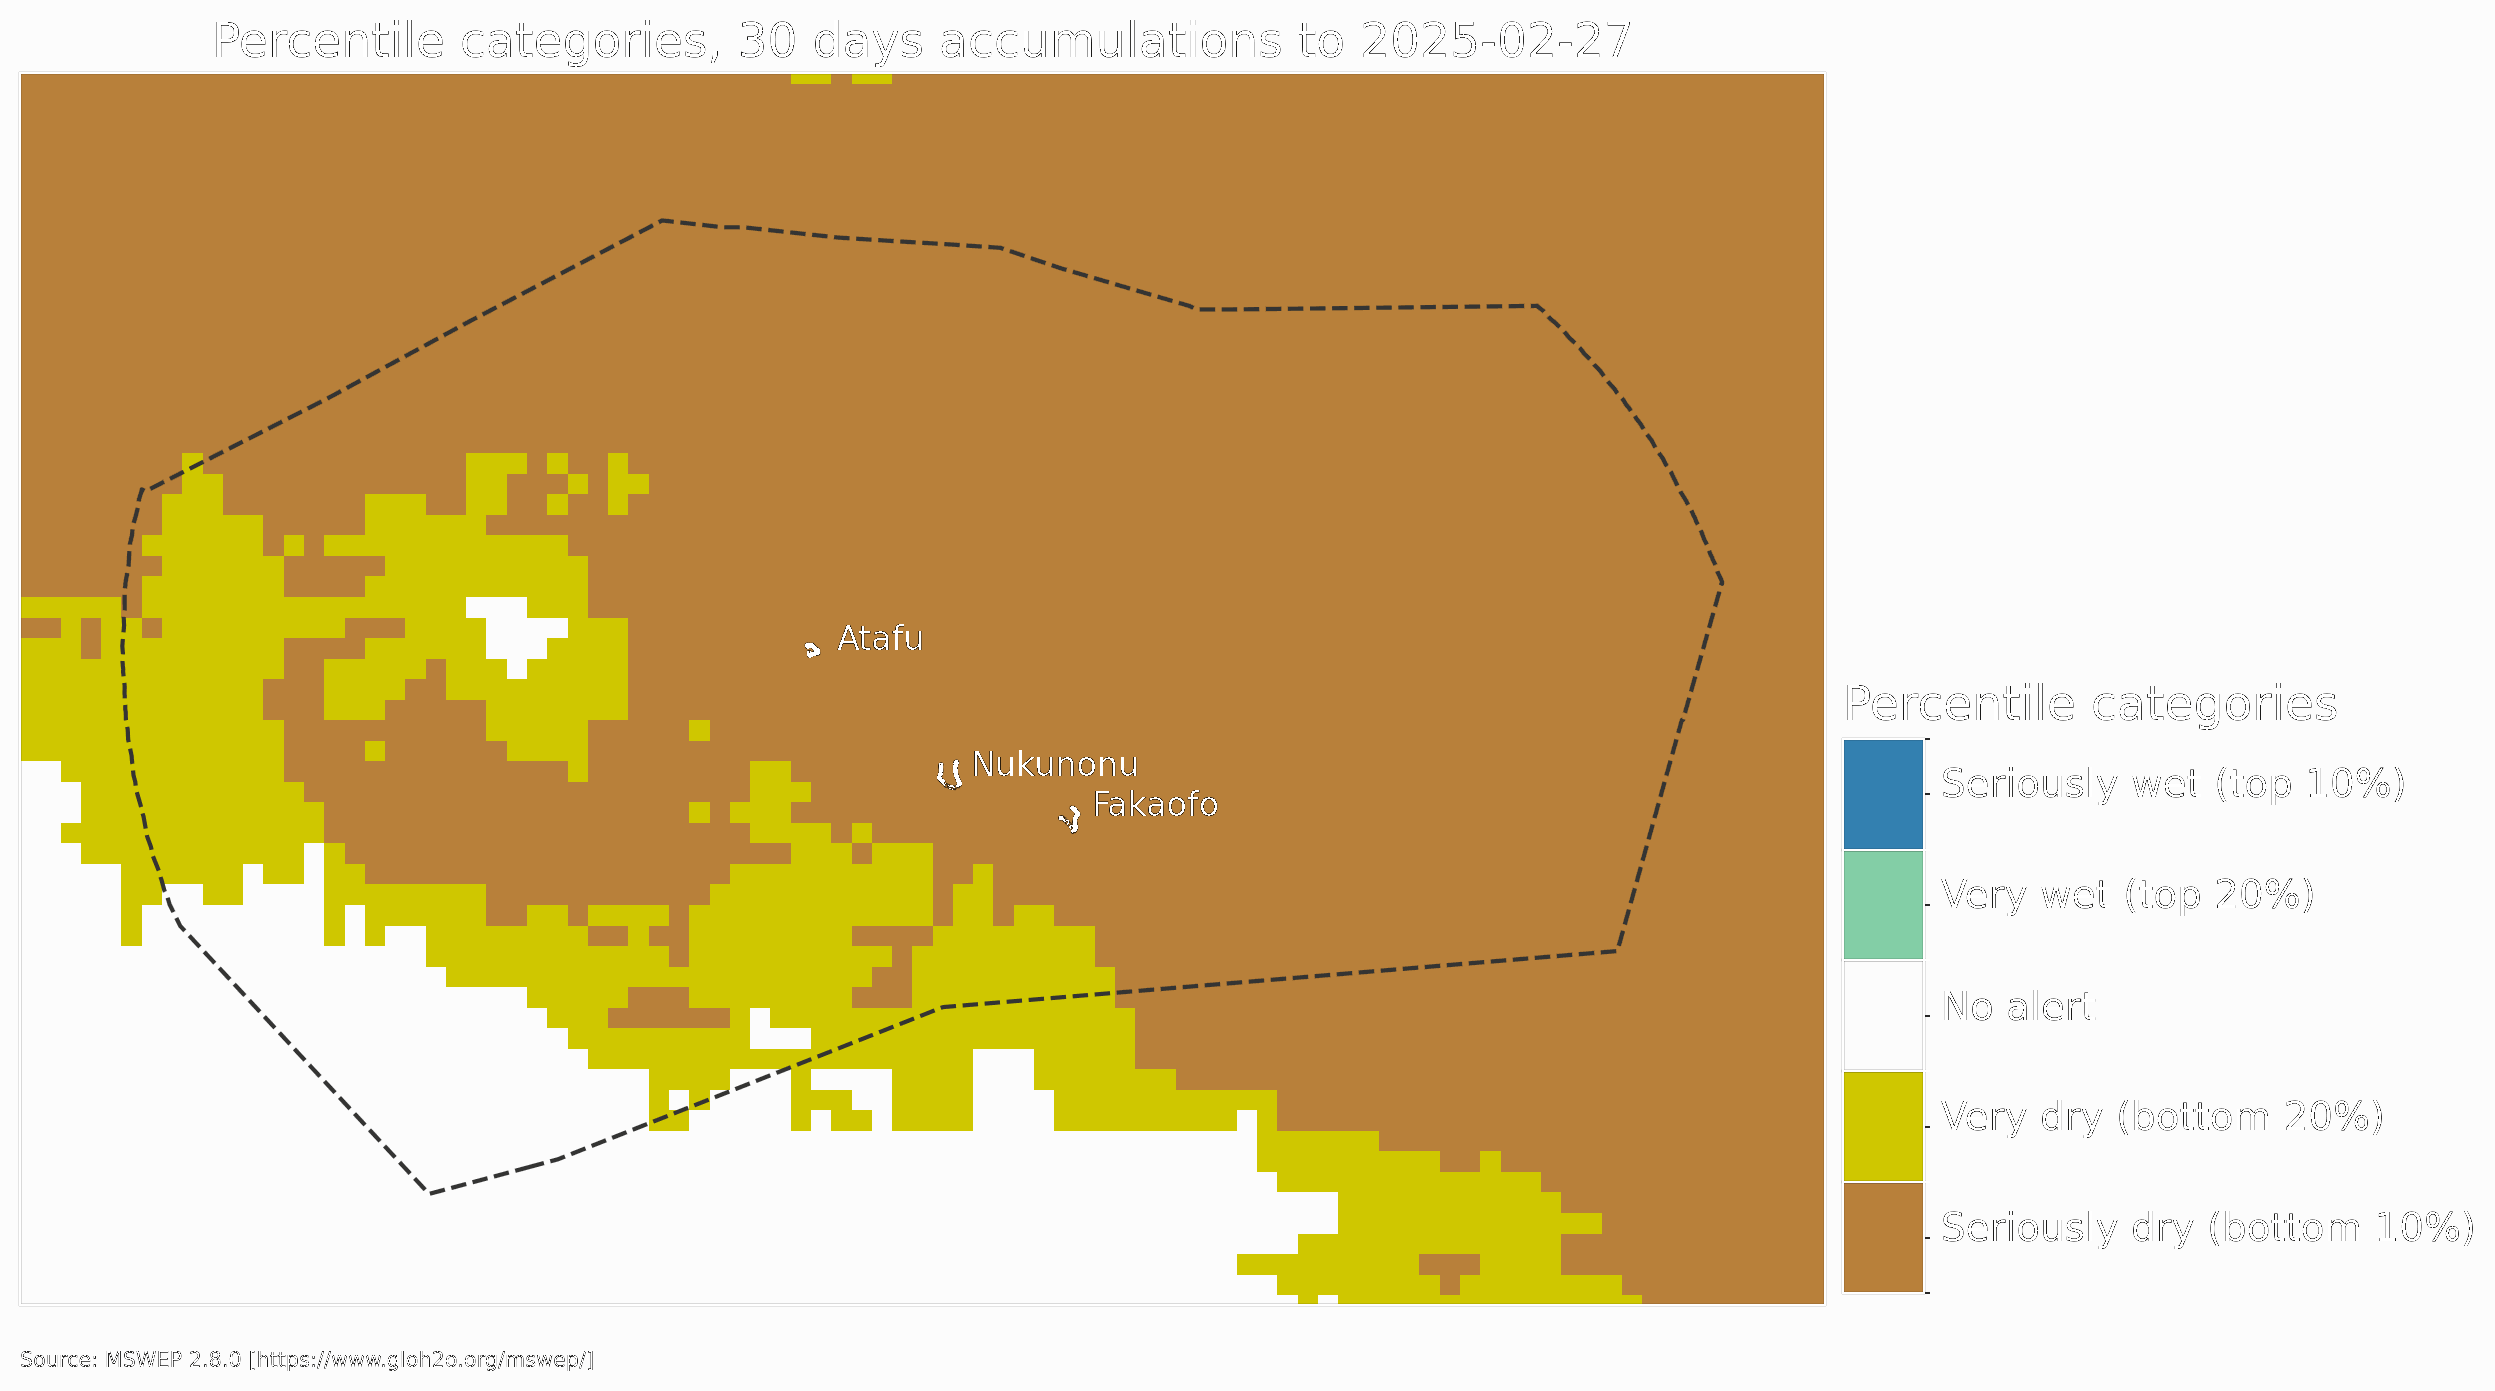 Percentile categories, 30 days accumulations to 2025-02-27
Atafu
Nukunonu
Fakaofo
Percentile categories
Seriously wet (top 10%)
Very wet (top 20%)
No alert
Very dry (bottom 20%)
Seriously dry (bottom 10%)
Source: MSWEP 2.8.0 [https://www.gloh2o.org/mswep/]